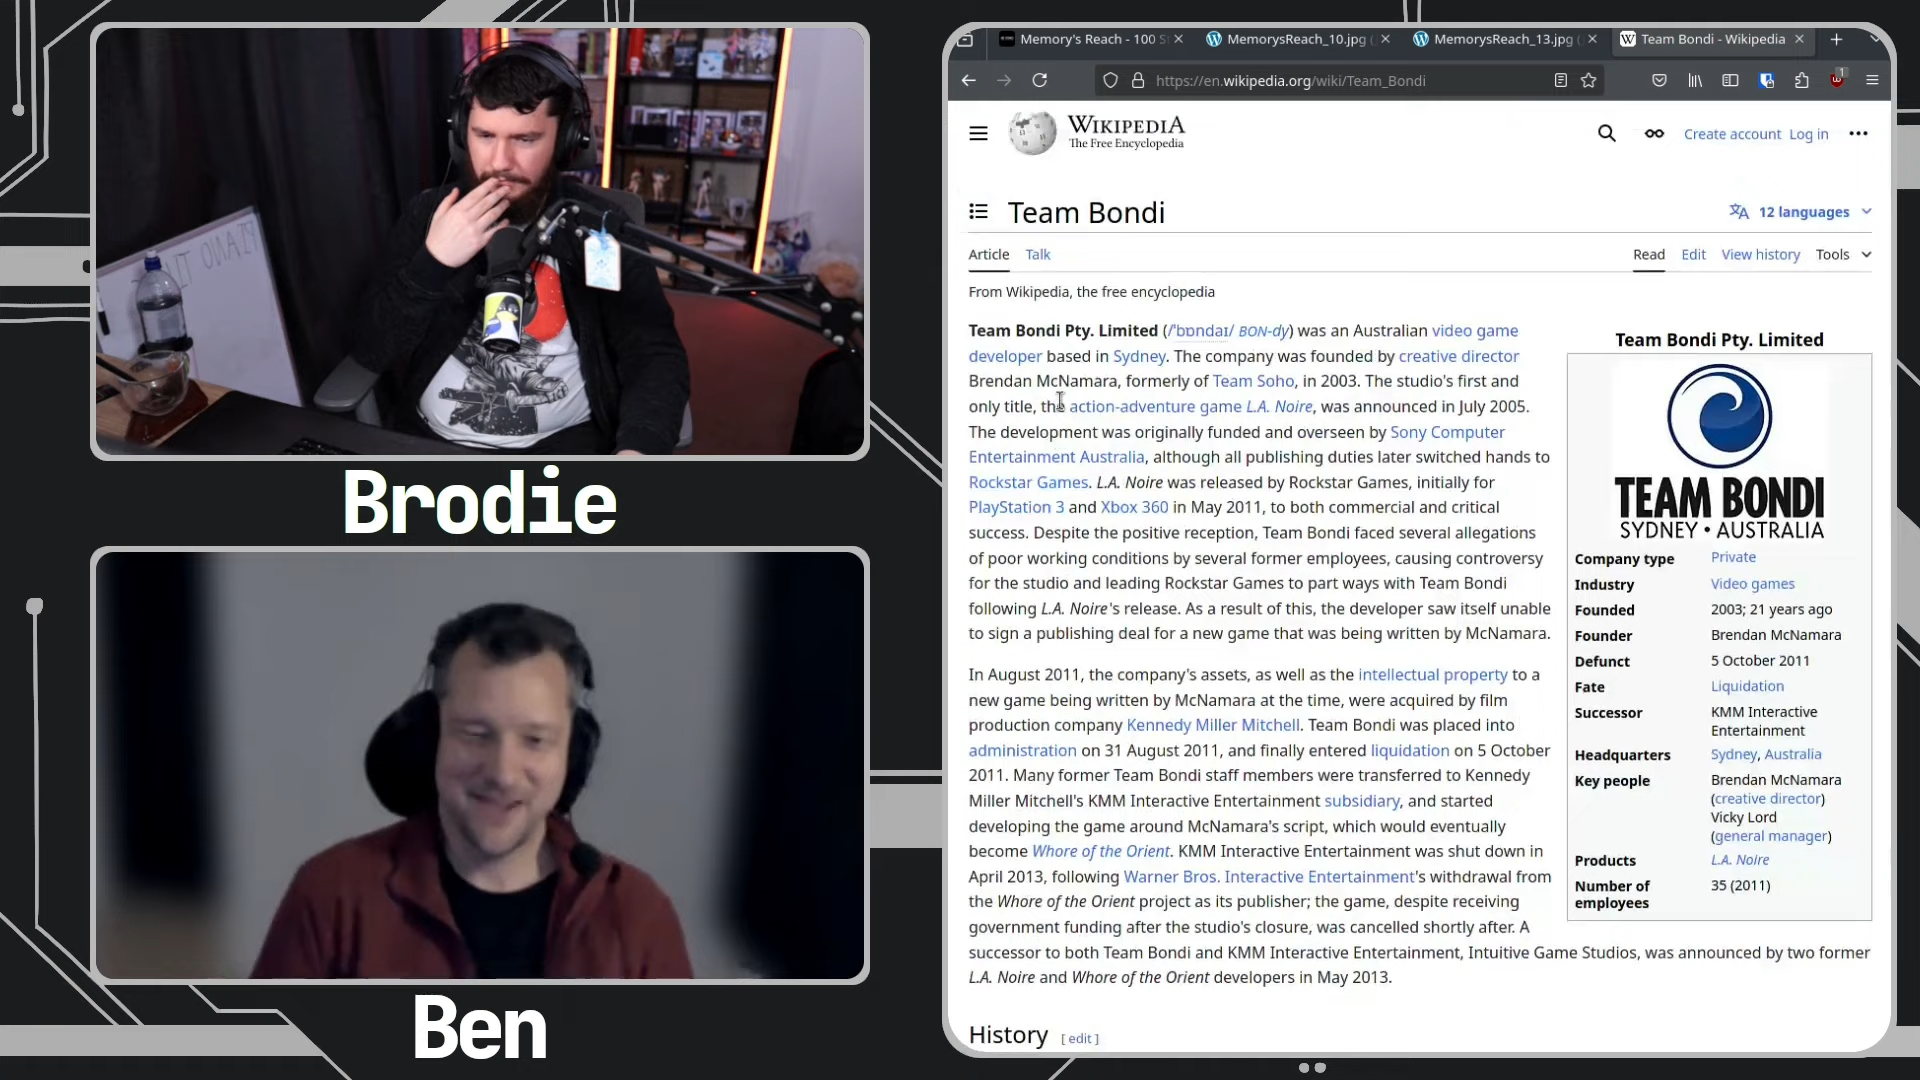 Memory's Reach - 100 S
MemorysReach_10.jpg (
MemorysReach_13.jpg (
Team Bondi - Wikipedia
https://en.wikipedia.org/wiki/Team_Bondi
1
WIKIPEDIA
The Free Encyclopedia
Create account Log in
Team Bondi
12 languages
Article Talk
Read Edit View history Tools
From Wikipedia, the free encyclopedia
Team Bondi Pty. Limited (/ˈbɒndaɪ/ BON-dy) was an Australian video game
developer based in Sydney. The company was founded by creative director
Brendan McNamara, formerly of Team Soho, in 2003. The studio's first and
only title, the action-adventure game L.A. Noire, was announced in July 2005.
The development was originally funded and overseen by Sony Computer
Entertainment Australia, although all publishing duties later switched hands to
Rockstar Games. L.A. Noire was released by Rockstar Games, initially for
PlayStation 3 and Xbox 360 in May 2011, to both commercial and critical
success. Despite the positive reception, Team Bondi faced several allegations
of poor working conditions by several former employees, causing controversy
for the studio and leading Rockstar Games to part ways with Team Bondi
following L.A. Noire's release. As a result of this, the developer saw itself unable
to sign a publishing deal for a new game that was being written by McNamara.
In August 2011, the company's assets, as well as the intellectual property to a
new game being written by McNamara at the time, were acquired by film
production company Kennedy Miller Mitchell. Team Bondi was placed into
administration on 31 August 2011, and finally entered liquidation on 5 October
2011. Many former Team Bondi staff members were transferred to Kennedy
Miller Mitchell's KMM Interactive Entertainment subsidiary, and started
developing the game around McNamara's script, which would eventually
become Whore of the Orient. KMM Interactive Entertainment was shut down in
April 2013, following Warner Bros. Interactive Entertainment's withdrawal from
the Whore of the Orient project as its publisher; the game, despite receiving
government funding after the studio's closure, was cancelled shortly after. A
successor to both Team Bondi and KMM Interactive Entertainment, Intuitive Game Studios, was announced by two former
L.A. Noire and Whore of the Orient developers in May 2013.
Team Bondi Pty. Limited
TEAM BONDI
SYDNEY • AUSTRALIA
Company type Private
Industry Video games
Founded 2003; 21 years ago
Founder Brendan McNamara
Defunct 5 October 2011
Fate Liquidation
Successor KMM Interactive
Entertainment
Headquarters Sydney, Australia
Key people Brendan McNamara
(creative director)
Vicky Lord
(general manager)
Products L.A. Noire
Number of employees 35 (2011)
History [ edit ]
Brodie
Ben